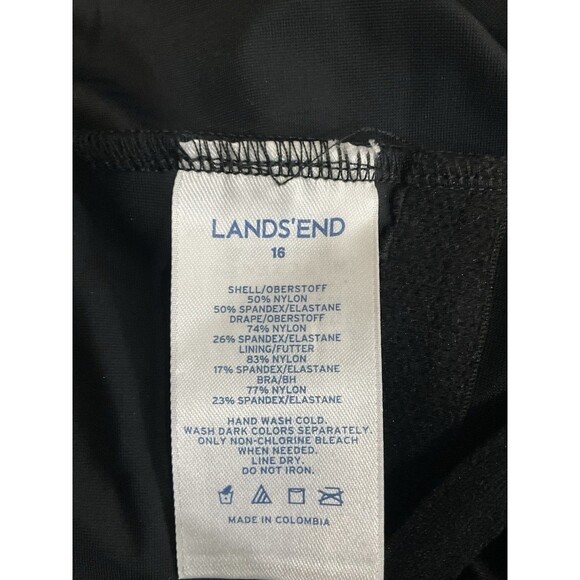 LANDS'END
16
SHELL/OBERSTOFF
50% NYLON
50% SPANDEX/ELASTANE
DRAPE/OBERSTOFF
74% NYLON
26% SPANDEX/ELASTANE
LINING/FUTTER
83% NYLON
17% SPANDEX/ELASTANE
BRA/BH
77% NYLON
23% SPANDEX/ELASTANE
HAND WASH COLD.
WASH DARK COLORS SEPARATELY.
ONLY NON-CHLORINE BLEACH
WHEN NEEDED.
LINE DRY.
DO NOT IRON.
MADE IN COLOMBIA